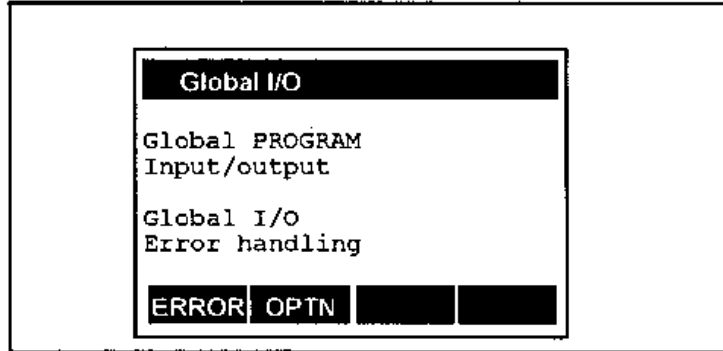 Global I/O
Global PROGRAM
Input/output
Global I/O
Error handling
ERROR OPTN